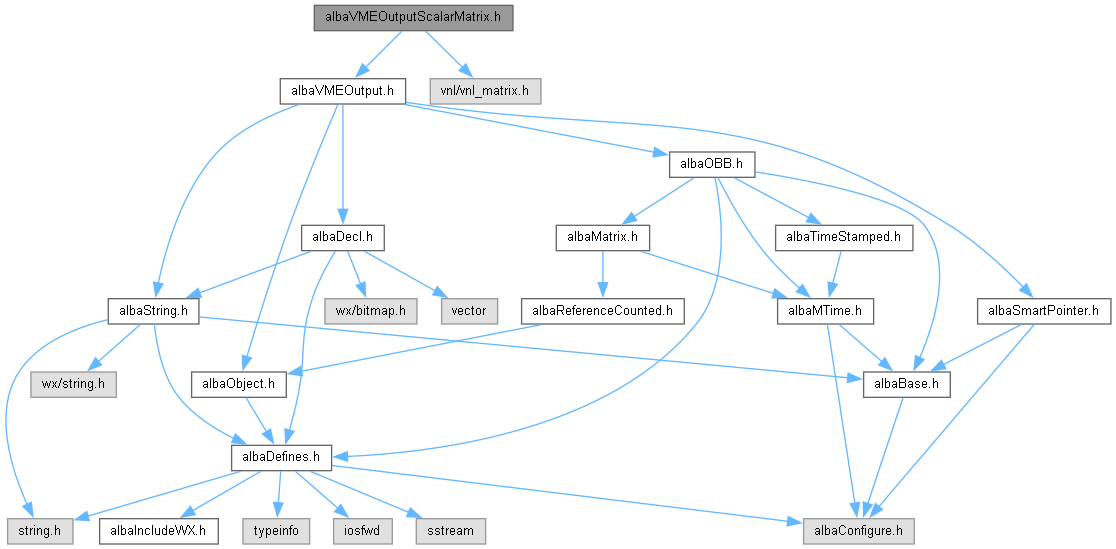 albaVMEOutputScalarMatrix.h
albaVMEOutput.h
vnl/vnl_matrix.h
albaOBB.h
albaDecl.h
albaMatrix.h
albaTimeStamped.h
albaString.h
wx/bitmap.h
vector
albaReferenceCounted.h
albaMTime.h
albaSmartPointer.h
wx/string.h
albaObject.h
albaBase.h
albaDefines.h
string.h
albaIncludeWX.h
typeinfo
iosfwd
sstream
albaConfigure.h